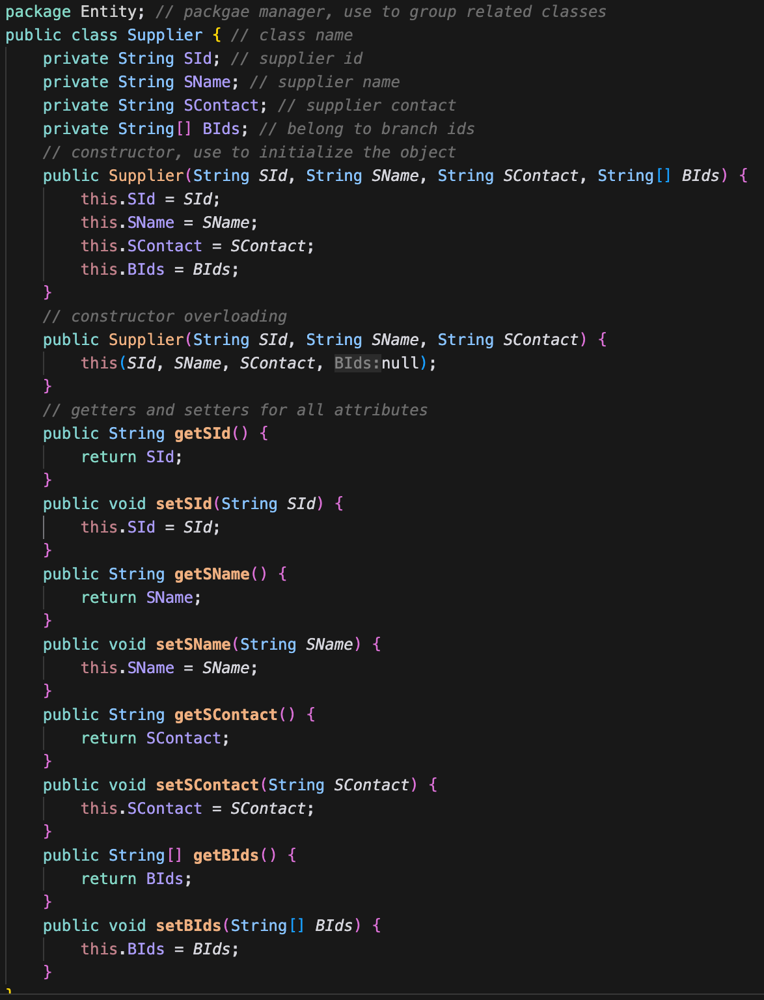 package Entity; // packgae manager, use to group related classes
public class Supplier { // class name
    private String SId; // supplier id
    private String SName; // supplier name
    private String SContact; // supplier contact
    private String[] BIds; // belong to branch ids
    // constructor, use to initialize the object
    public Supplier(String SId, String SName, String SContact, String[] BIds) {
        this.SId = SId;
        this.SName = SName;
        this.SContact = SContact;
        this.BIds = BIds;
    }
    // constructor overloading
    public Supplier(String SId, String SName, String SContact) {
        this(SId, SName, SContact, BIds:null);
    }
    // getters and setters for all attributes
    public String getSId() {
        return SId;
    }
    public void setSId(String SId) {
        this.SId = SId;
    }
    public String getSName() {
        return SName;
    }
    public void setSName(String SName) {
        this.SName = SName;
    }
    public String getSContact() {
        return SContact;
    }
    public void setSContact(String SContact) {
        this.SContact = SContact;
    }
    public String[] getBIds() {
        return BIds;
    }
    public void setBIds(String[] BIds) {
        this.BIds = BIds;
    }
}